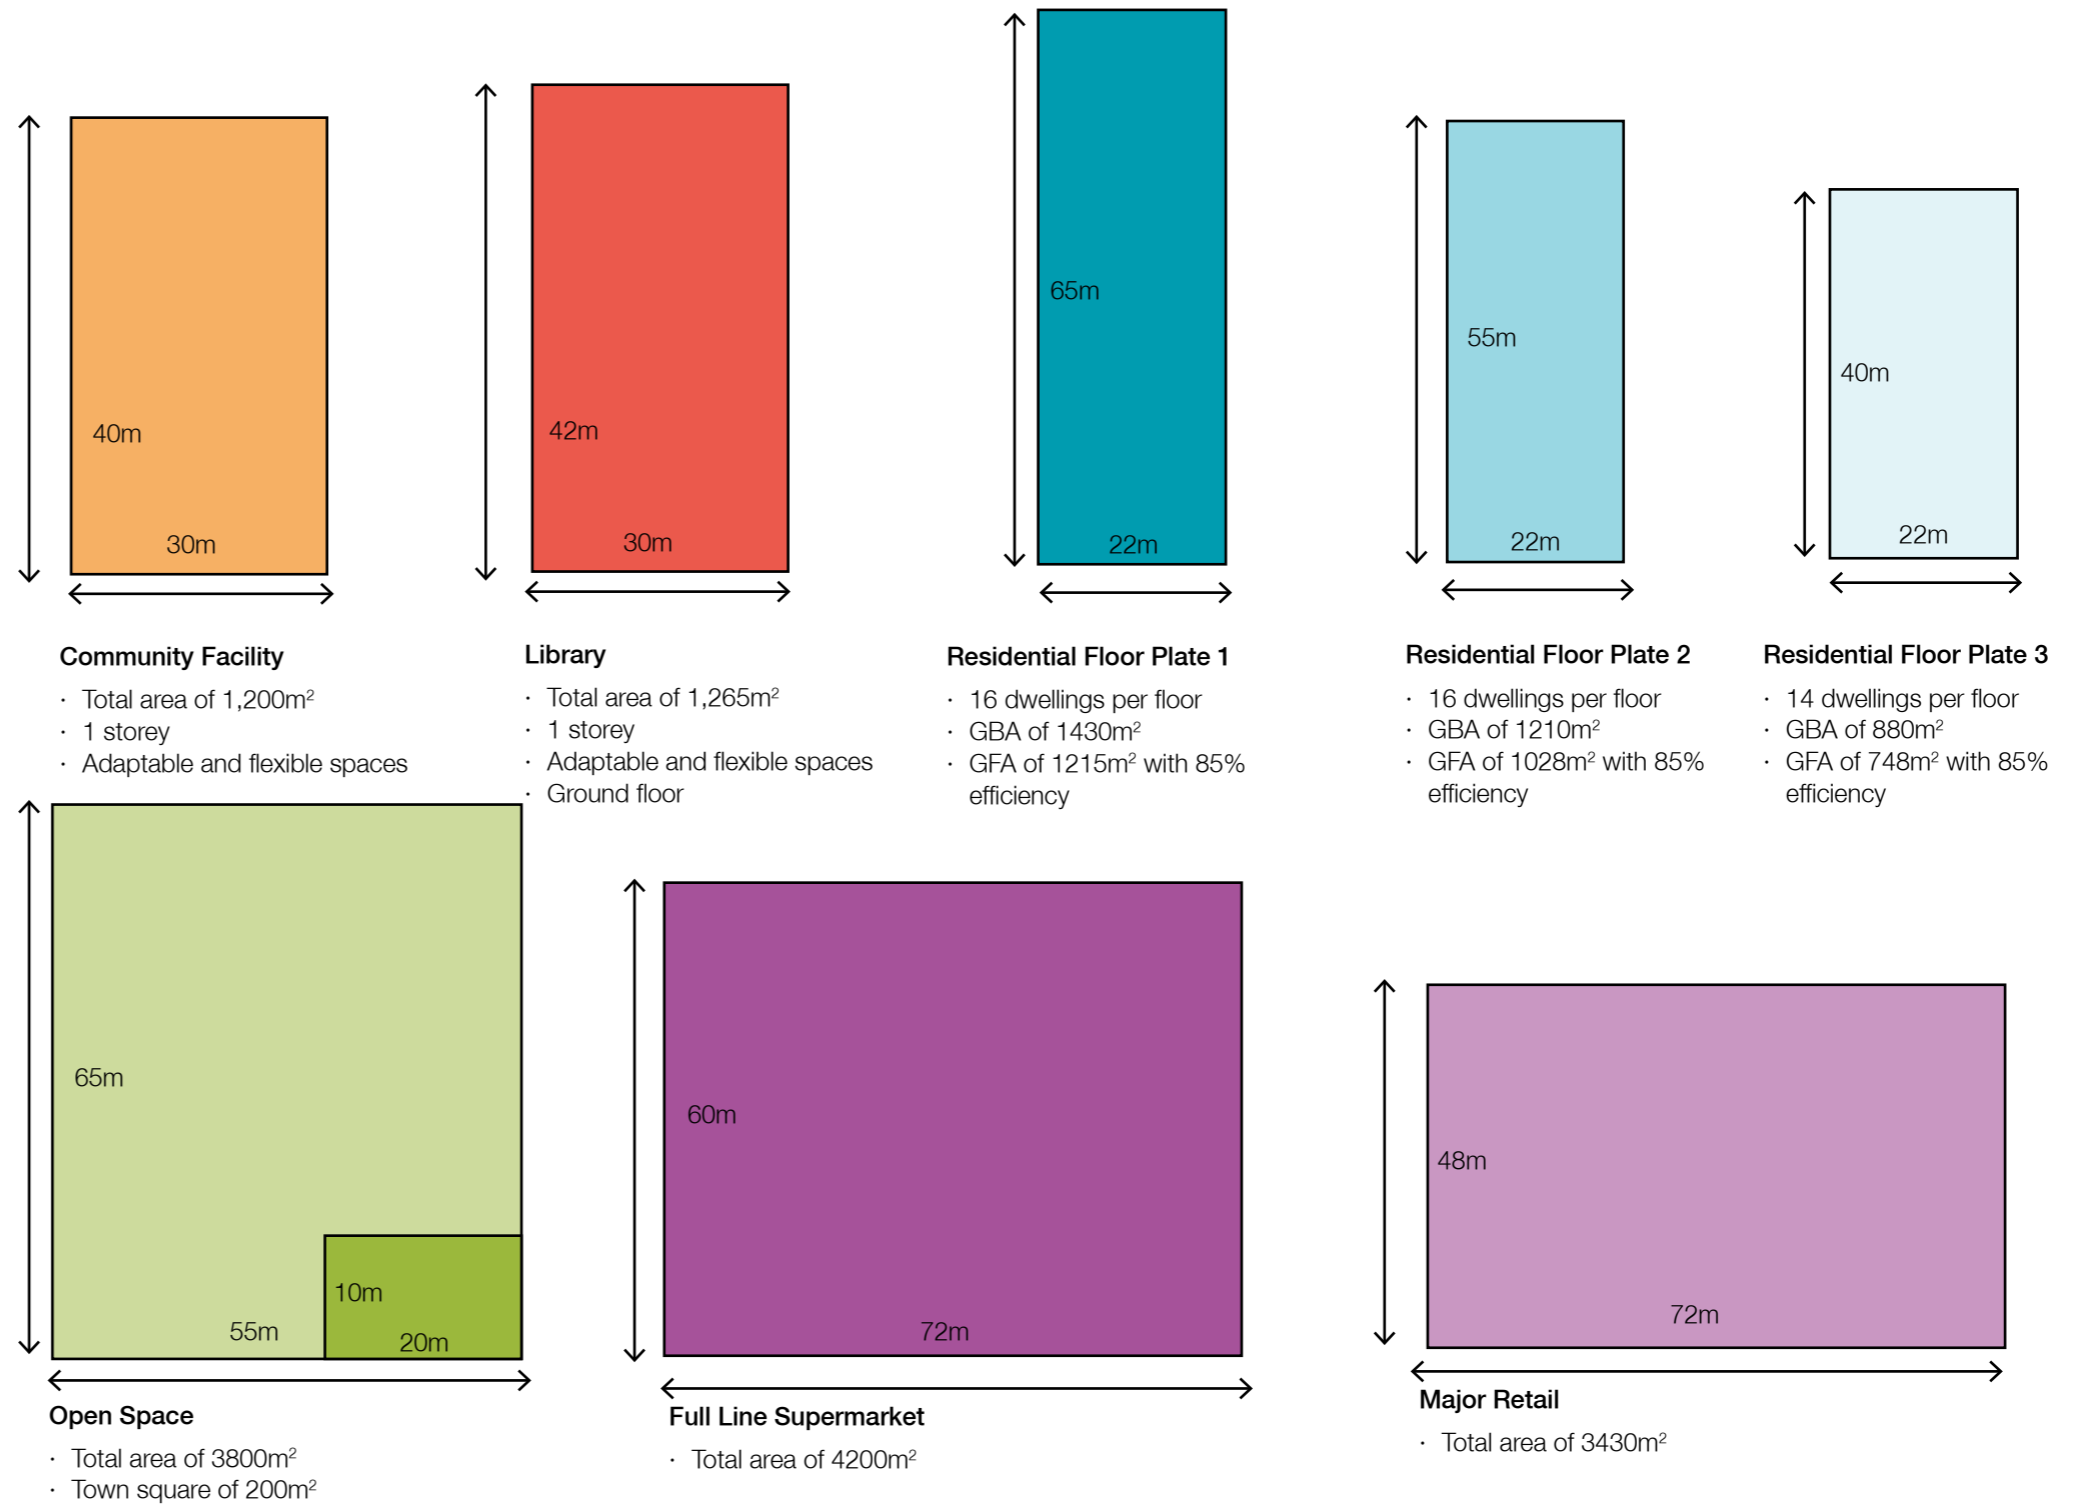 40m
30m
Community Facility
· Total area of 1,200m²
· 1 storey
· Adaptable and flexible spaces
42m
30m
Library
· Total area of 1,265m²
· 1 storey
· Adaptable and flexible spaces
· Ground floor
65m
22m
Residential Floor Plate 1
· 16 dwellings per floor
· GBA of 1430m²
· GFA of 1215m² with 85%
efficiency
55m
22m
Residential Floor Plate 2
· 16 dwellings per floor
· GBA of 1210m²
· GFA of 1028m² with 85%
efficiency
40m
22m
Residential Floor Plate 3
· 14 dwellings per floor
· GBA of 880m²
· GFA of 748m² with 85%
efficiency
65m
10m
55m
20m
Open Space
· Total area of 3800m²
· Town square of 200m²
60m
72m
Full Line Supermarket
· Total area of 4200m²
48m
72m
Major Retail
· Total area of 3430m²